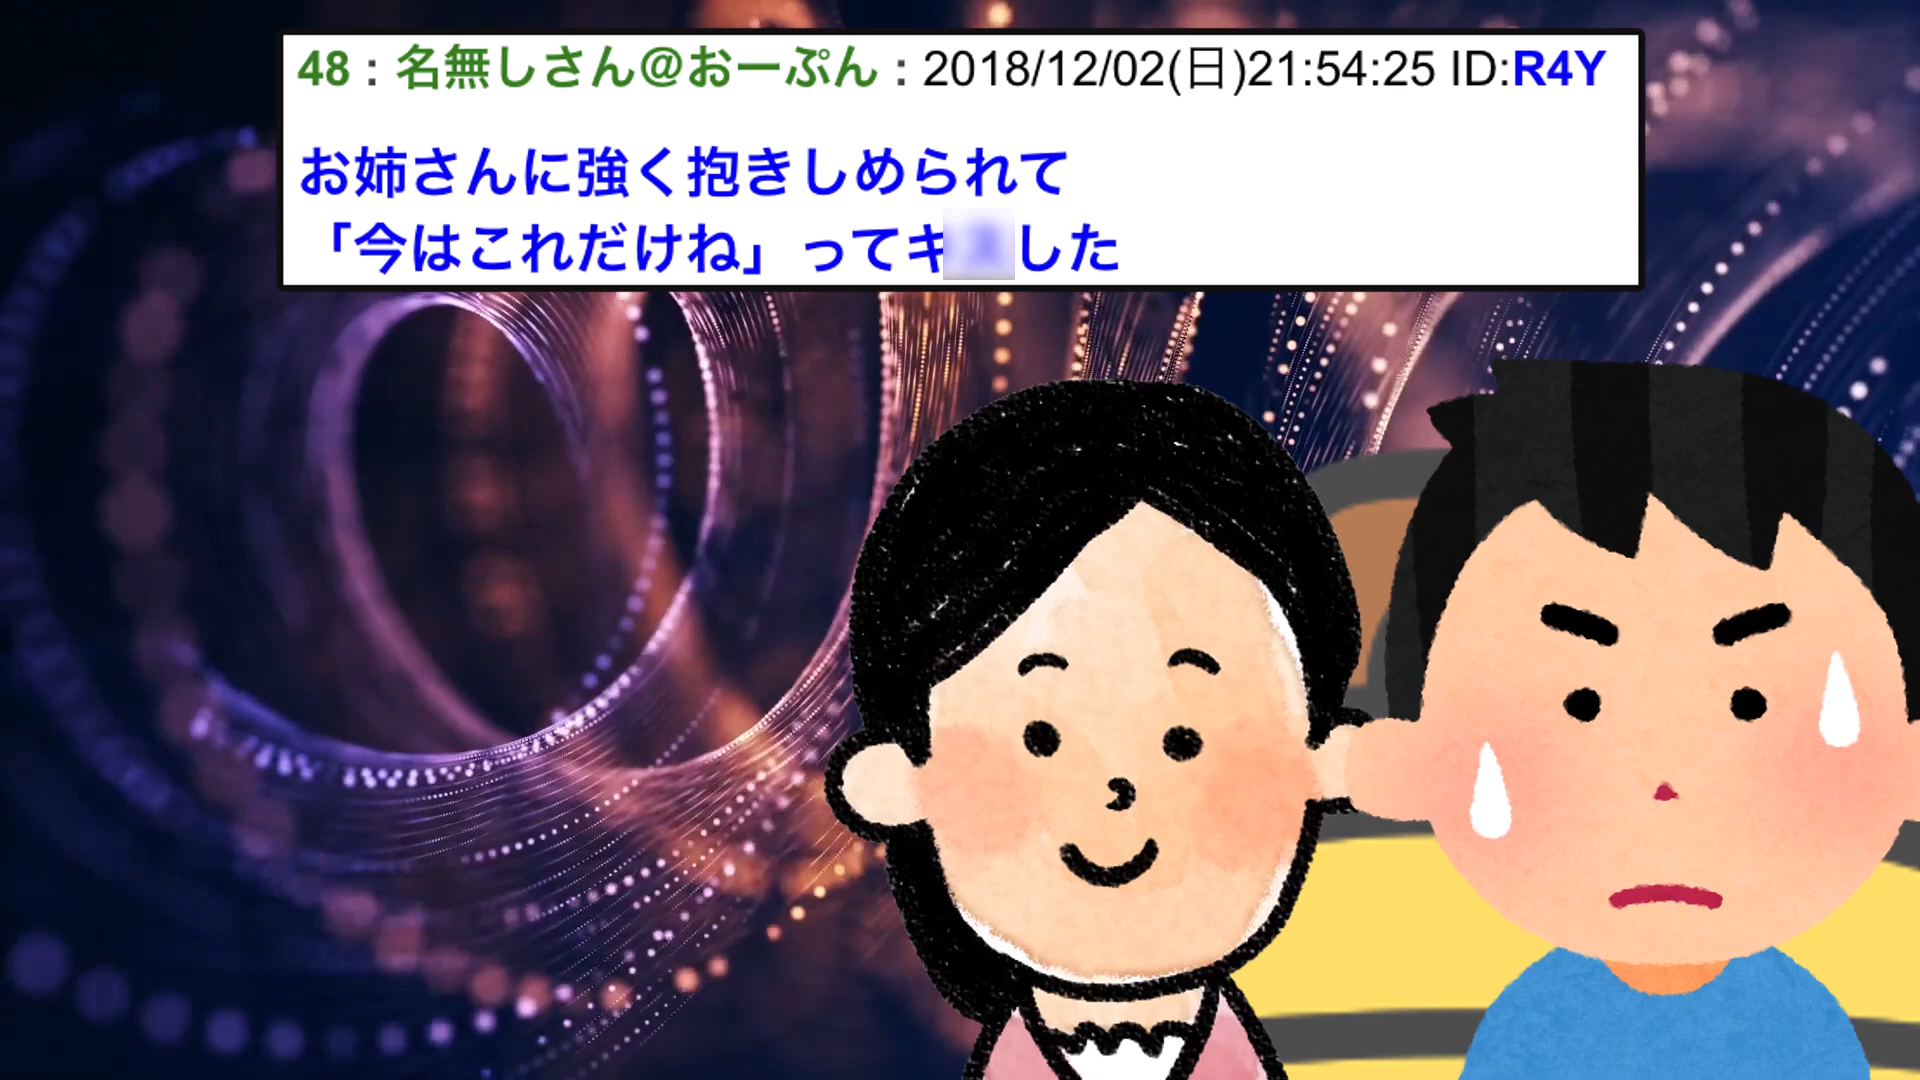 48 : 名無しさん@おーぷん : 2018/12/02(日)21:54:25 ID:R4Y
お姉さんに強く抱きしめられて
「今はこれだけね」ってキした